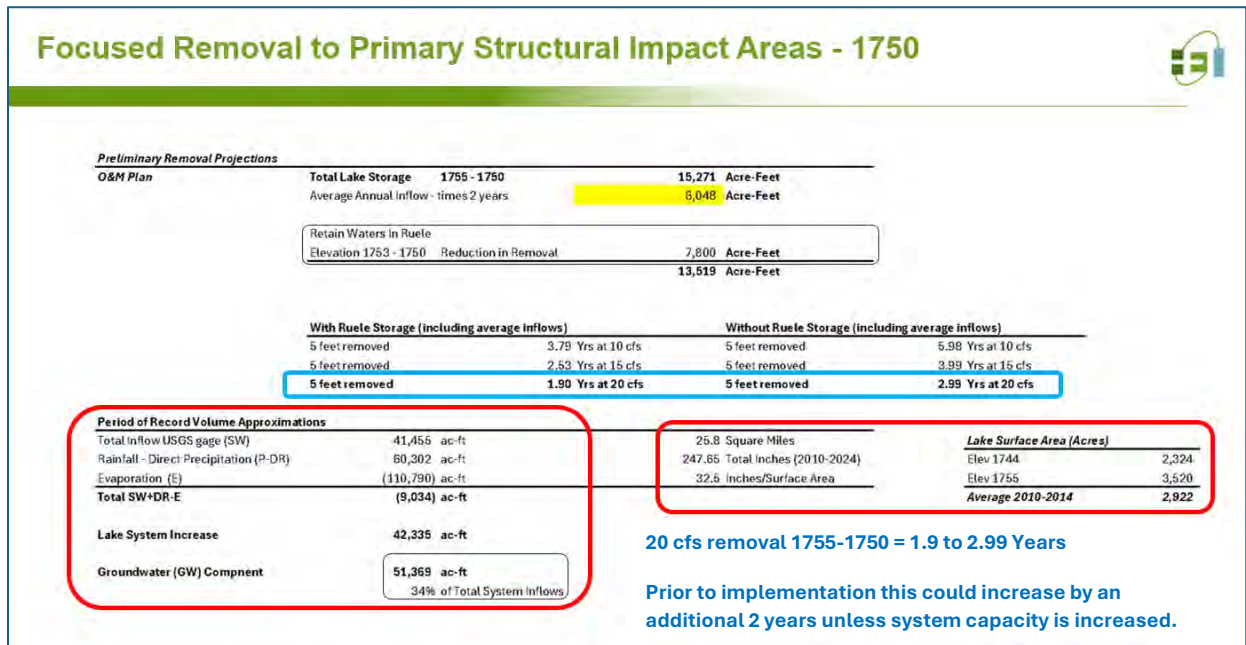 Focused Removal to Primary Structural Impact Areas - 1750
Preliminary Removal Projections
O&M Plan Total Lake Storage 1755 - 1750 15,271 Acre-Feet
Average Annual Inflow - times 2 years 6,048 Acre-Feet
Retain Waters In Ruele
Elevation 1753 - 1750 Reduction in Removal 7,800 Acre-Feet
13,519 Acre-Feet
With Ruele Storage (including average inflows) Without Ruele Storage (including average inflows)
5 feet removed 3.79 Yrs at 10 cfs 5 feet removed 5.98 Yrs at 10 cfs
5 feet removed 2.53 Yrs at 15 cfs 5 feet removed 3.99 Yrs at 15 cfs
5 feet removed 1.90 Yrs at 20 cfs 5 feet removed 2.99 Yrs at 20 cfs
Period of Record Volume Approximations
Total Inflow USGS gage (SW) 41,455 ac-ft 25.8 Square Miles Lake Surface Area (Acres)
Rainfall - Direct Precipitation (P-DR) 60,302 ac-ft 247.65 Total Inches (2010-2024) Elev 1744 2,324
Evaporation (E) (110,790) ac-ft 32.5 Inches/Surface Area Elev 1755 3,520
Total SW+DR-E (9,034) ac-ft Average 2010-2014 2,922
Lake System Increase 42,335 ac-ft
Groundwater (GW) Compnent 51,369 ac-ft
34% of Total System Inflows
20 cfs removal 1755-1750 = 1.9 to 2.99 Years
Prior to implementation this could increase by an
additional 2 years unless system capacity is increased.